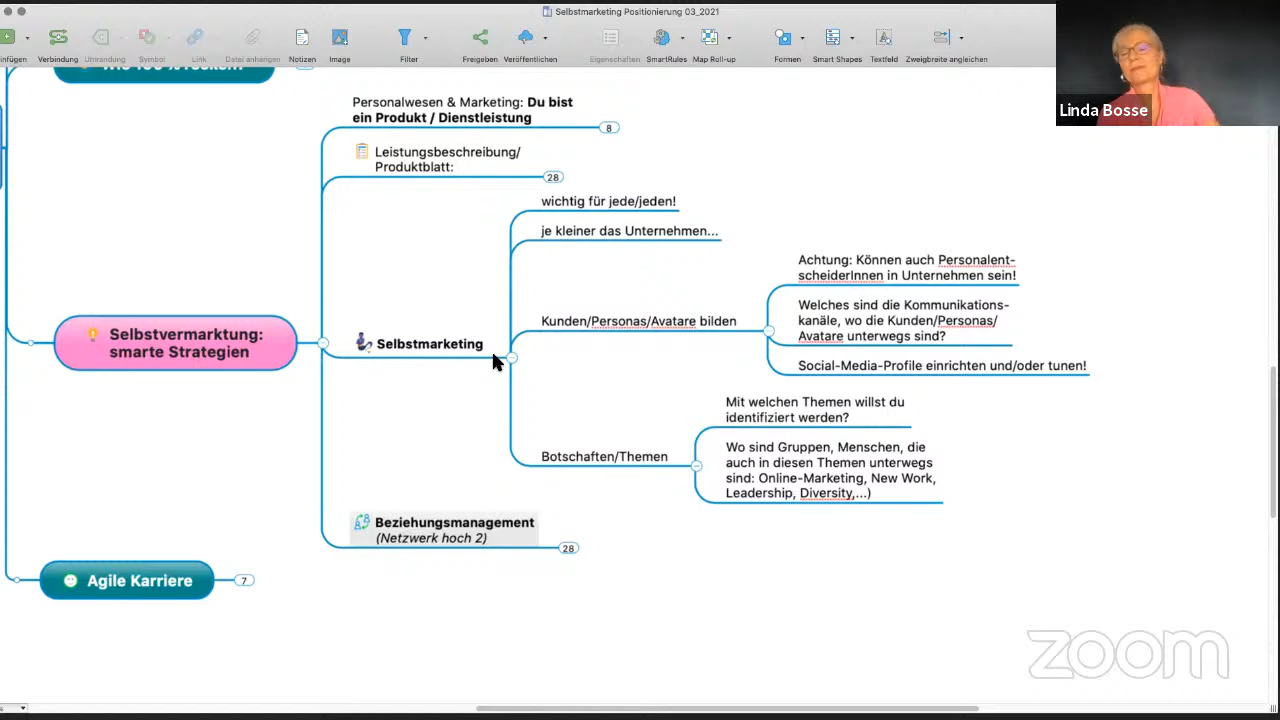 Selbstmarketing Positionierung 03_2021
infügen
Verbindung
Umrandung
Symbol
Link
Datei anhängen
Notizen
Image
Filter
Freigeben
Veröffentlichen
Eigenschaften
SmartRules
Map Roll-up
Formen
Smart Shapes
Textfeld
Zweigbreite angleichen
Linda Bosse
Personalwesen & Marketing: Du bist
ein Produkt / Dienstleistung
8
Leistungsbeschreibung/
Produktblatt:
28
wichtig für jede/jeden!
je kleiner das Unternehmen...
Achtung: Können auch Personalent-
scheiderInnen in Unternehmen sein!
Welches sind die Kommunikations-
kanäle, wo die Kunden/Personas/
Avatare unterwegs sind?
Social-Media-Profile einrichten und/oder tunen!
Kunden/Personas/Avatare bilden
Selbstvermarktung:
smarte Strategien
Selbstmarketing
Mit welchen Themen willst du
identifiziert werden?
Wo sind Gruppen, Menschen, die
auch in diesen Themen unterwegs
sind: Online-Marketing, New Work,
Leadership, Diversity,...)
Botschaften/Themen
Beziehungsmanagement
(Netzwerk hoch 2)
28
Agile Karriere
7
zoom